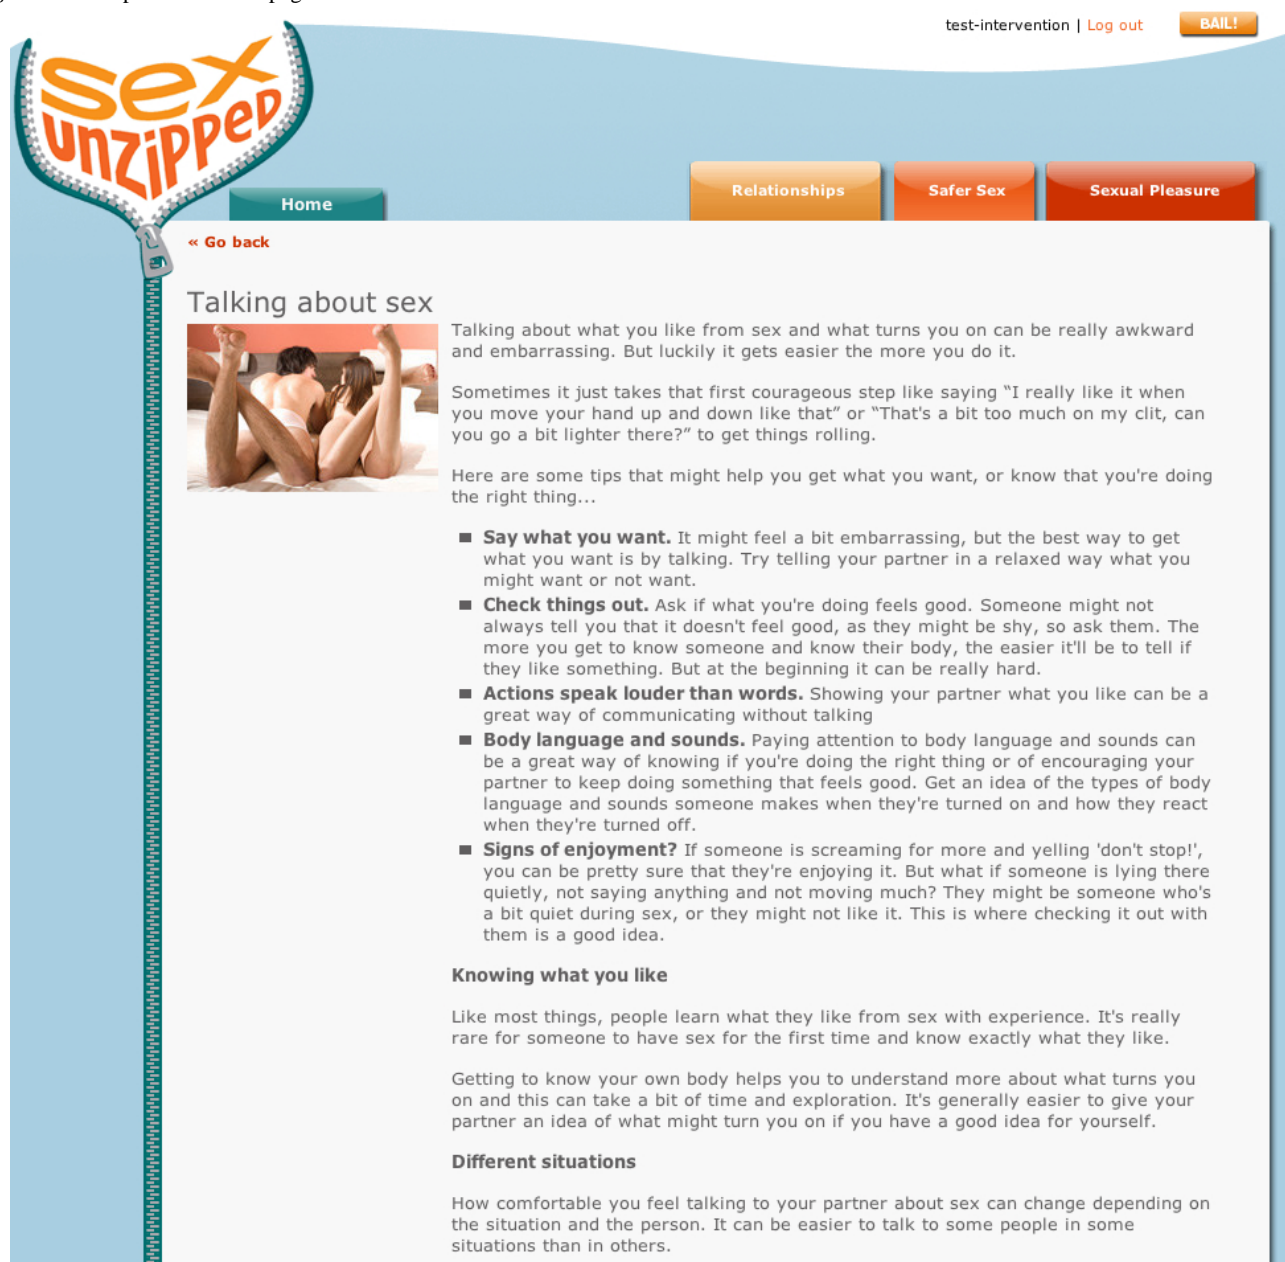 test-intervention | Log out
BAIL!
sex
unzipped
Home
Relationships
Safer Sex
Sexual Pleasure
« Go back
Talking about sex
Talking about what you like from sex and what turns you on can be really awkward
and embarrassing. But luckily it gets easier the more you do it.
Sometimes it just takes that first courageous step like saying “I really like it when
you move your hand up and down like that” or “That's a bit too much on my clit, can
you go a bit lighter there?” to get things rolling.
Here are some tips that might help you get what you want, or know that you're doing
the right thing...
Say what you want. It might feel a bit embarrassing, but the best way to get
what you want is by talking. Try telling your partner in a relaxed way what you
might want or not want.
Check things out. Ask if what you're doing feels good. Someone might not
always tell you that it doesn't feel good, as they might be shy, so ask them. The
more you get to know someone and know their body, the easier it'll be to tell if
they like something. But at the beginning it can be really hard.
Actions speak louder than words. Showing your partner what you like can be a
great way of communicating without talking
Body language and sounds. Paying attention to body language and sounds can
be a great way of knowing if you're doing the right thing or of encouraging your
partner to keep doing something that feels good. Get an idea of the types of body
language and sounds someone makes when they're turned on and how they react
when they're turned off.
Signs of enjoyment? If someone is screaming for more and yelling 'don't stop!',
you can be pretty sure that they're enjoying it. But what if someone is lying there
quietly, not saying anything and not moving much? They might be someone who's
a bit quiet during sex, or they might not like it. This is where checking it out with
them is a good idea.
Knowing what you like
Like most things, people learn what they like from sex with experience. It's really
rare for someone to have sex for the first time and know exactly what they like.
Getting to know your own body helps you to understand more about what turns you
on and this can take a bit of time and exploration. It's generally easier to give your
partner an idea of what might turn you on if you have a good idea for yourself.
Different situations
How comfortable you feel talking to your partner about sex can change depending on
the situation and the person. It can be easier to talk to some people in some
situations than in others.